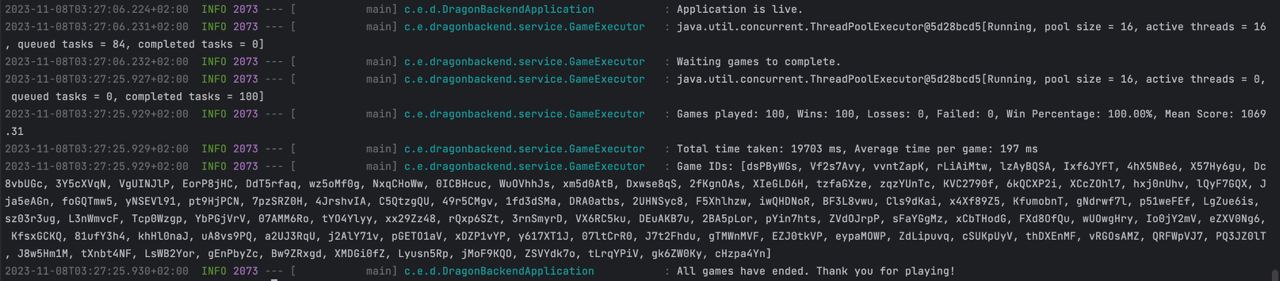 2023-11-08T03:27:06.224+02:00  INFO 2073 --- [           main] c.e.d.DragonBackendApplication           : Application is live.
2023-11-08T03:27:06.231+02:00  INFO 2073 --- [           main] c.e.dragonbackend.service.GameExecutor   : java.util.concurrent.ThreadPoolExecutor@5d28bcd5[Running, pool size = 16, active threads = 16
, queued tasks = 84, completed tasks = 0]
2023-11-08T03:27:06.232+02:00  INFO 2073 --- [           main] c.e.dragonbackend.service.GameExecutor   : Waiting games to complete.
2023-11-08T03:27:25.927+02:00  INFO 2073 --- [           main] c.e.dragonbackend.service.GameExecutor   : java.util.concurrent.ThreadPoolExecutor@5d28bcd5[Running, pool size = 16, active threads = 0,
 queued tasks = 0, completed tasks = 100]
2023-11-08T03:27:25.929+02:00  INFO 2073 --- [           main] c.e.dragonbackend.service.GameExecutor   : Games played: 100, Wins: 100, Losses: 0, Failed: 0, Win Percentage: 100.00%, Mean Score: 1069
.31
2023-11-08T03:27:25.929+02:00  INFO 2073 --- [           main] c.e.dragonbackend.service.GameExecutor   : Total time taken: 19703 ms, Average time per game: 197 ms
2023-11-08T03:27:25.929+02:00  INFO 2073 --- [           main] c.e.dragonbackend.service.GameExecutor   : Game IDs: [dsPByWGs, Vf2s7Avy, vvntZapK, rLiAiMtw, lzAyBQSA, Ixf6JYFT, 4hX5NBe6, X57Hy6gu, Dc
8vbUGc, 3Y5cXVqN, VgUINJlP, EorP8jHC, DdT5rfaq, wz5oMf0g, NxqCHoWw, 0ICBHcuc, WuOVhhJs, xm5d0AtB, Dxwse8qS, 2fKgnOAs, XIeGLD6H, tzfaGXze, zqzYUnTc, KVC2790f, 6kQCXP2i, XCcZOhl7, hxj0nUhv, lQyF7GQX, J
ja5eAGn, foGQTmw5, yNSEVl91, pt9HjPCN, 7pzSRZ0H, 4JrshvIA, C5QtzgQU, 49r5CMgv, 1fd3dSMa, DRA0atbs, 2UHNSyc8, F5Xhlhzw, iwQHDNoR, BF3L8vwu, Cls9dKai, x4Xf89Z5, KfumobnT, gNdrwf7l, p51weFEf, LgZue6is,
sz03r3ug, L3nWmvcF, Tcp0Wzgp, YbPGjVrV, 07AMM6Ro, tYO4Ylyy, xx29Zz48, rQxp6SZt, 3rnSmyrD, VX6RC5ku, DEuAKB7u, 2BA5pLor, pYin7hts, ZVdOJrpP, sFaYGgMz, xCbTHodG, FXd8OfQu, wUOwgHry, Io0jY2mV, eZXV0Ng6,
 KfsxGCKQ, 81ufY3h4, khHl0naJ, uA8vs9PQ, a2UJ3RqU, j2AlY71v, pGETO1aV, xDZP1vYP, y617XT1J, 07ltCrR0, J7t2Fhdu, gTMWnMVF, EZJ0tkVP, eypaMOWP, ZdLipuvq, cSUKpUyV, thDXEnMF, vRGOsAMZ, QRFWpVJ7, PQ3JZ0lT
, J8w5Hm1M, tXnbt4NF, LsWB2Yor, gEnPbyZc, Bw9ZRxgd, XMDGi0fZ, Lyusn5Rp, jMoF9KQO, ZSVYdk7o, tLrqYPiV, gk6ZW0Ky, cHzpa4Yn]
2023-11-08T03:27:25.930+02:00  INFO 2073 --- [           main] c.e.d.DragonBackendApplication           : All games have ended. Thank you for playing!